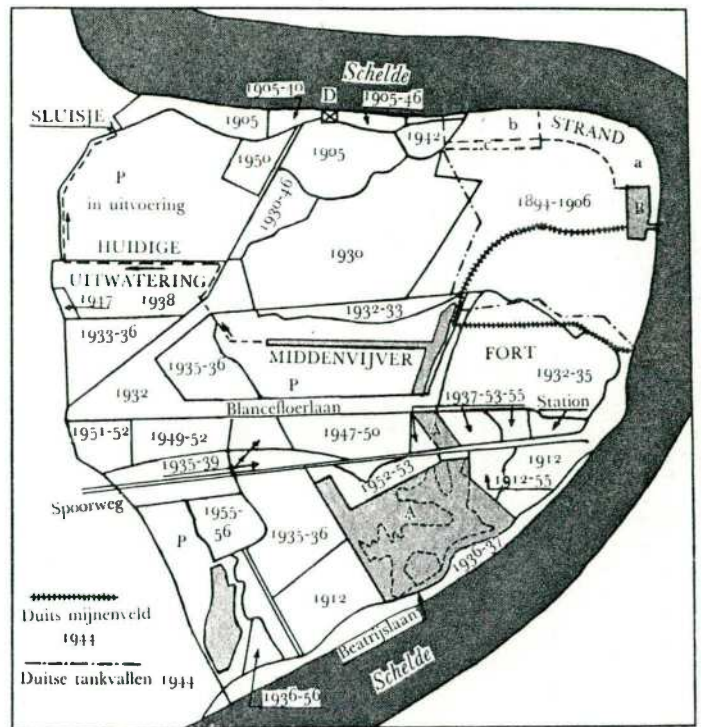 Schelde
1905-40
D
1905-46
SLUISJE
1905
1942
b
STRAND
c
a
1950
1905
P
in uitvoering
1930-46
1894-1906
B
HUIDIGE
1930
UITWATERING
1947
1938
1932-33
1933-36
1935-36
MIDDENVIJVER
FORT
P
1932-35
1932
Blancefloerlaan
1937-53-55
Station
1951-52
1949-52
1947-50
1935-39
1912
1952-53
1912-55
Spoorweg
1955-
56
A
P
1935-36
1936-37
1912
Duits mijnenveld
1944
Beatrijslaan
Duitse tankvallen 1944
Schelde
1936-56